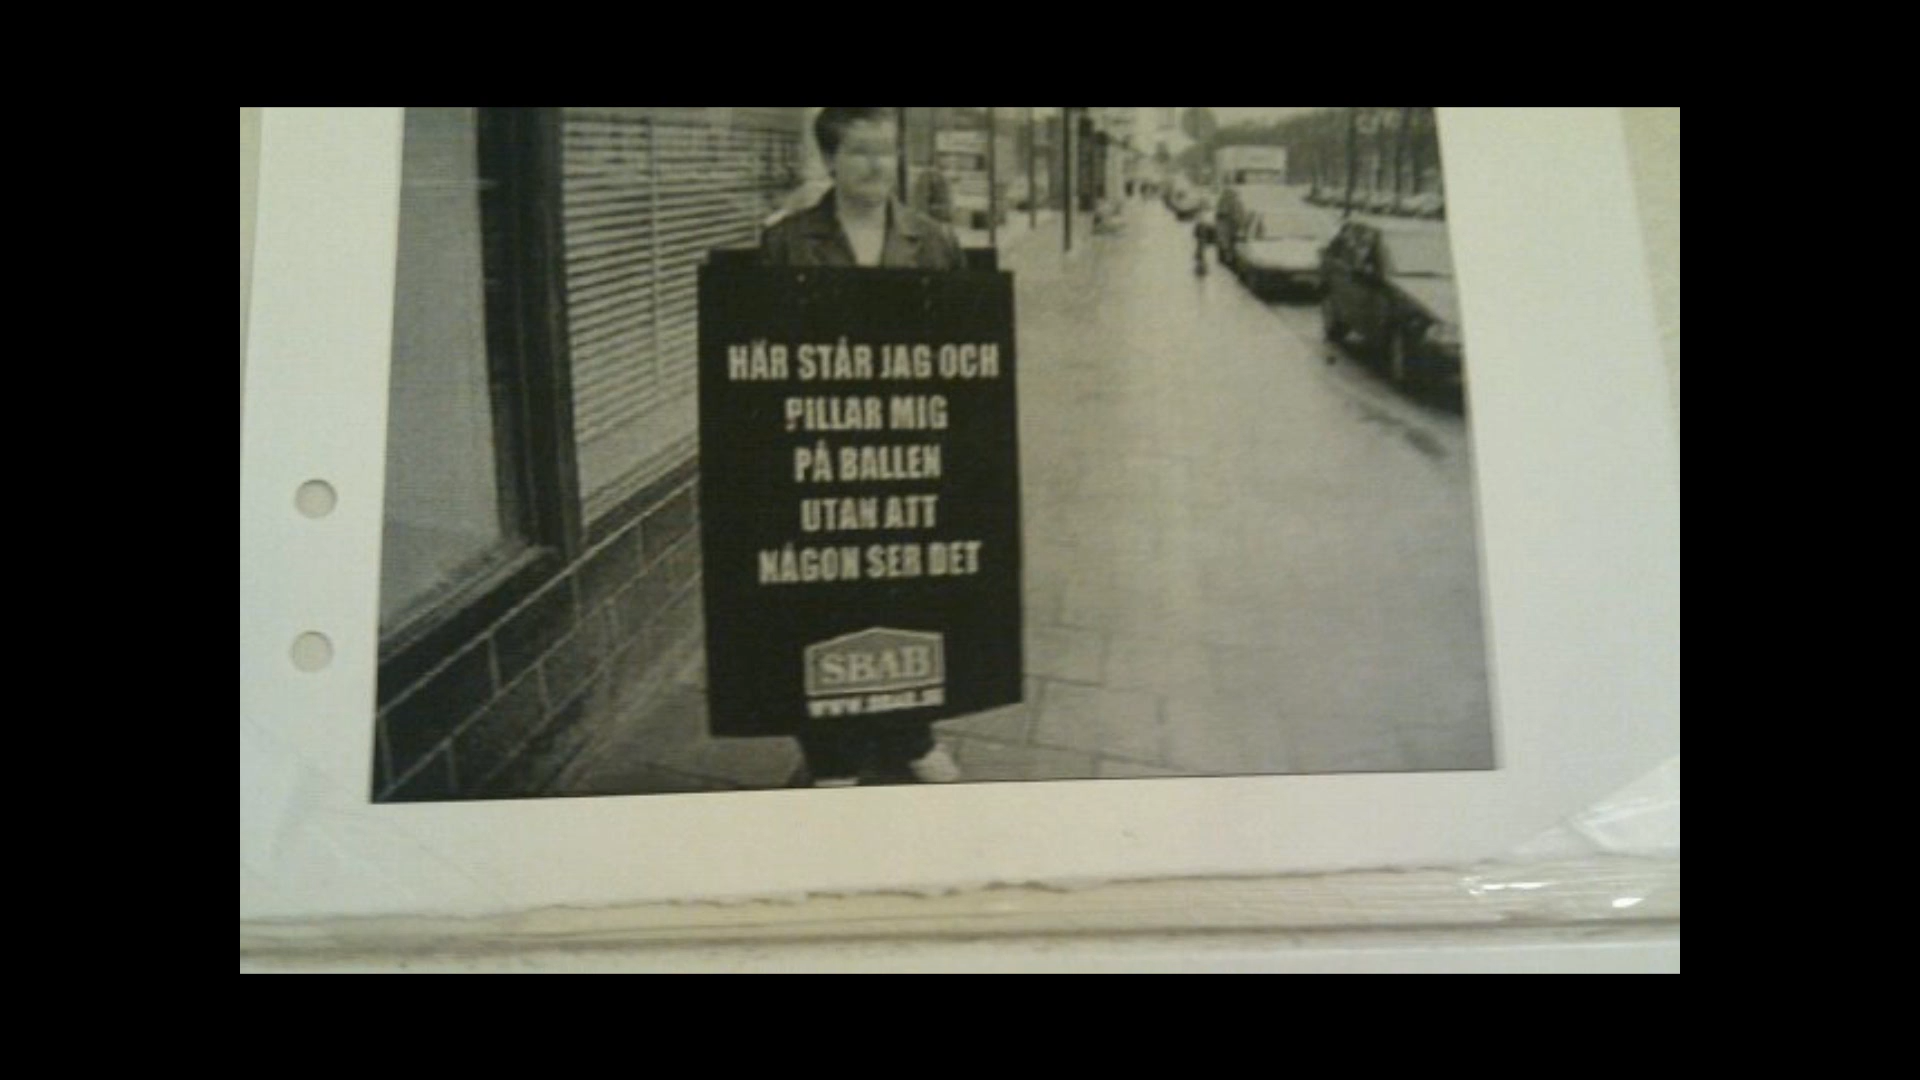 HÄR STÅR JAG OCH
PILLAR MIG
PÅ BALLEN
UTAN ATT
NÅGON SER DET
SBAB
WWW.SBAB.SE